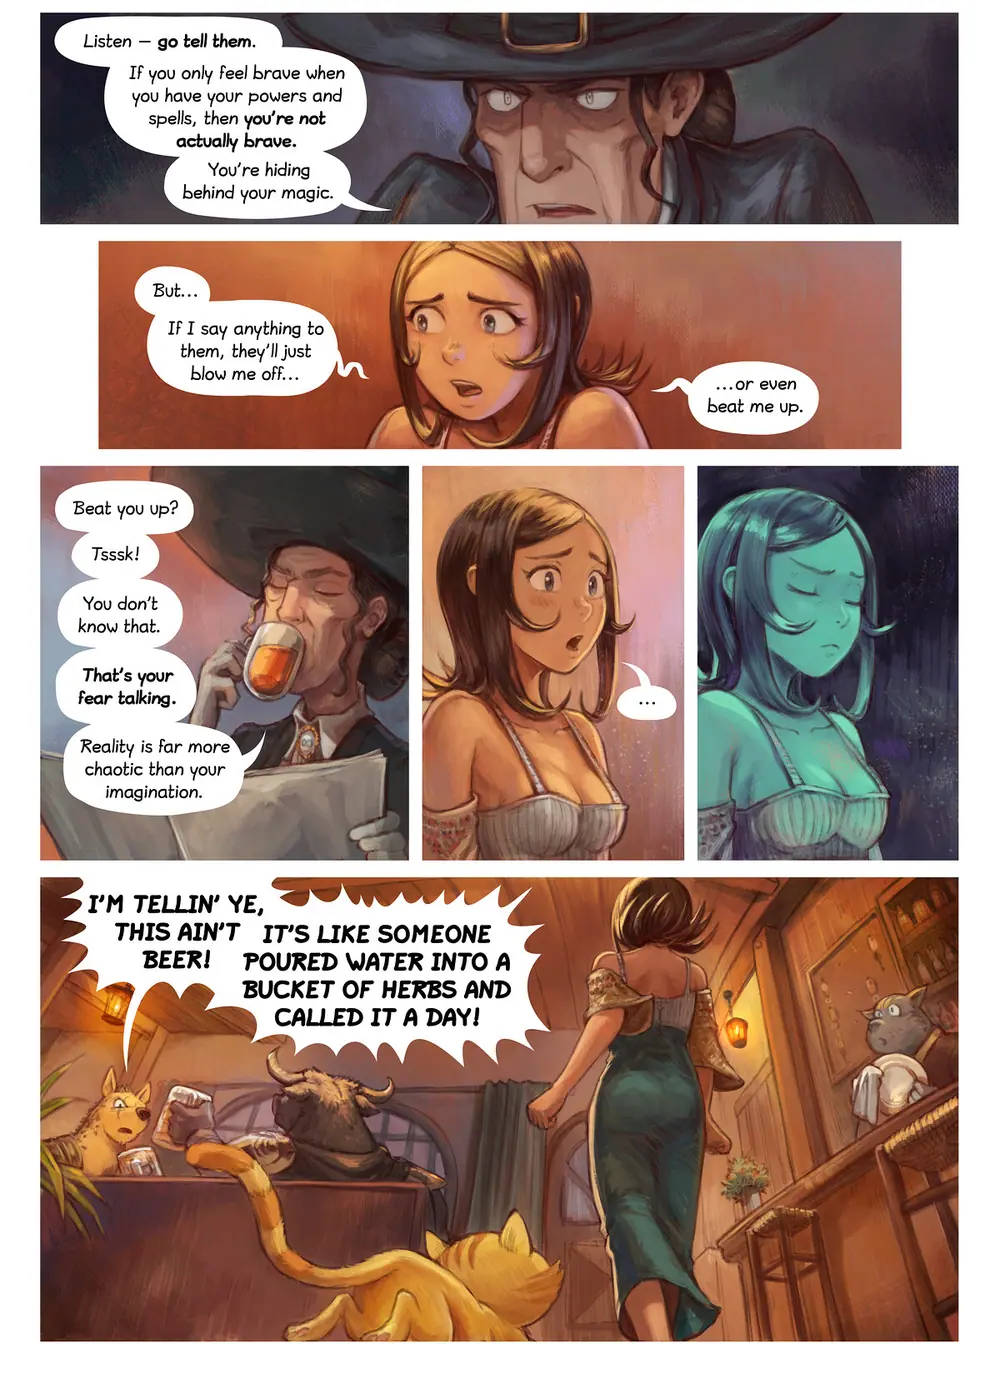 Listen – go tell them.
If you only feel brave when
you have your powers and
spells, then you're not
actually brave.
You're hiding
behind your magic.
But...
If I say anything to
them, they'll just
blow me off...
...or even
beat me up.
Beat you up?
Tsssk!
You don't
know that.
That's your
fear talking.
Reality is far more
chaotic than your
imagination.
...
I'M TELLIN' YE,
THIS AIN'T
BEER!
IT'S LIKE SOMEONE
POURED WATER INTO A
BUCKET OF HERBS AND
CALLED IT A DAY!